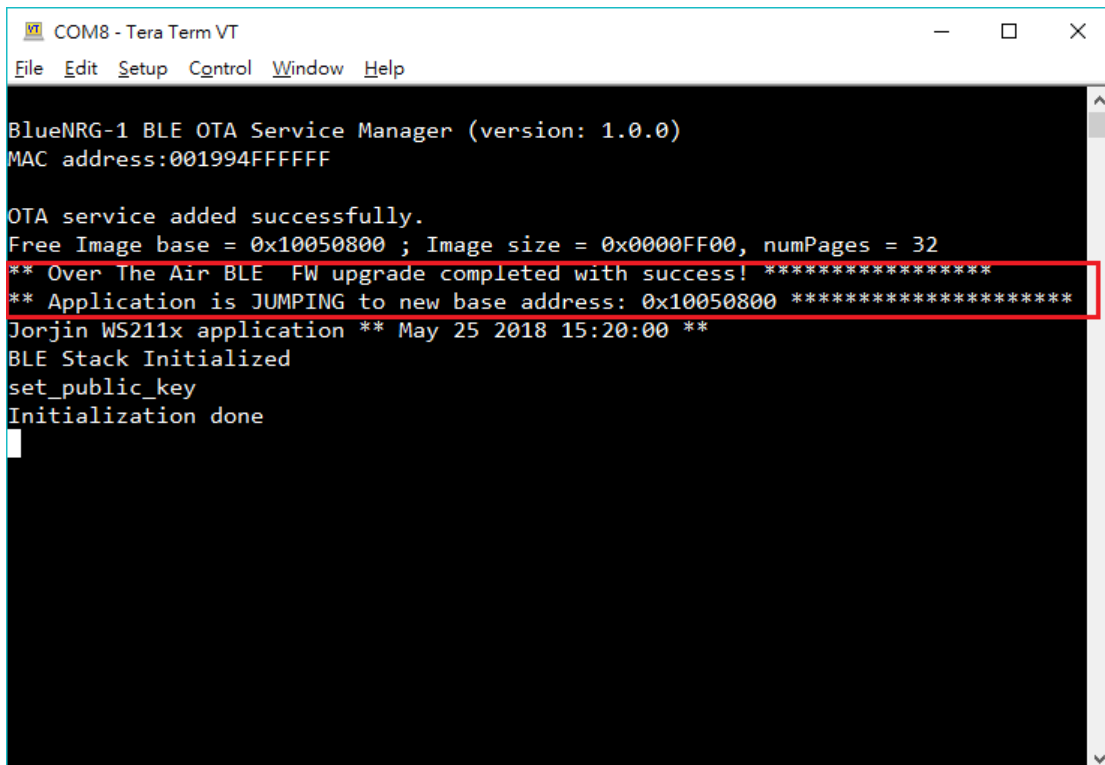 COM8 - Tera Term VT
File Edit Setup Control Window Help
BlueNRG-1 BLE OTA Service Manager (version: 1.0.0)
MAC address:001994FFFFFF
OTA service added successfully.
Free Image base = 0x10050800 ; Image size = 0x0000FF00, numPages = 32
** Over The Air BLE  FW upgrade completed with success! *****************
** Application is JUMPING to new base address: 0x10050800 *********************
Jorjin WS211x application ** May 25 2018 15:20:00 **
BLE Stack Initialized
set_public_key
Initialization done